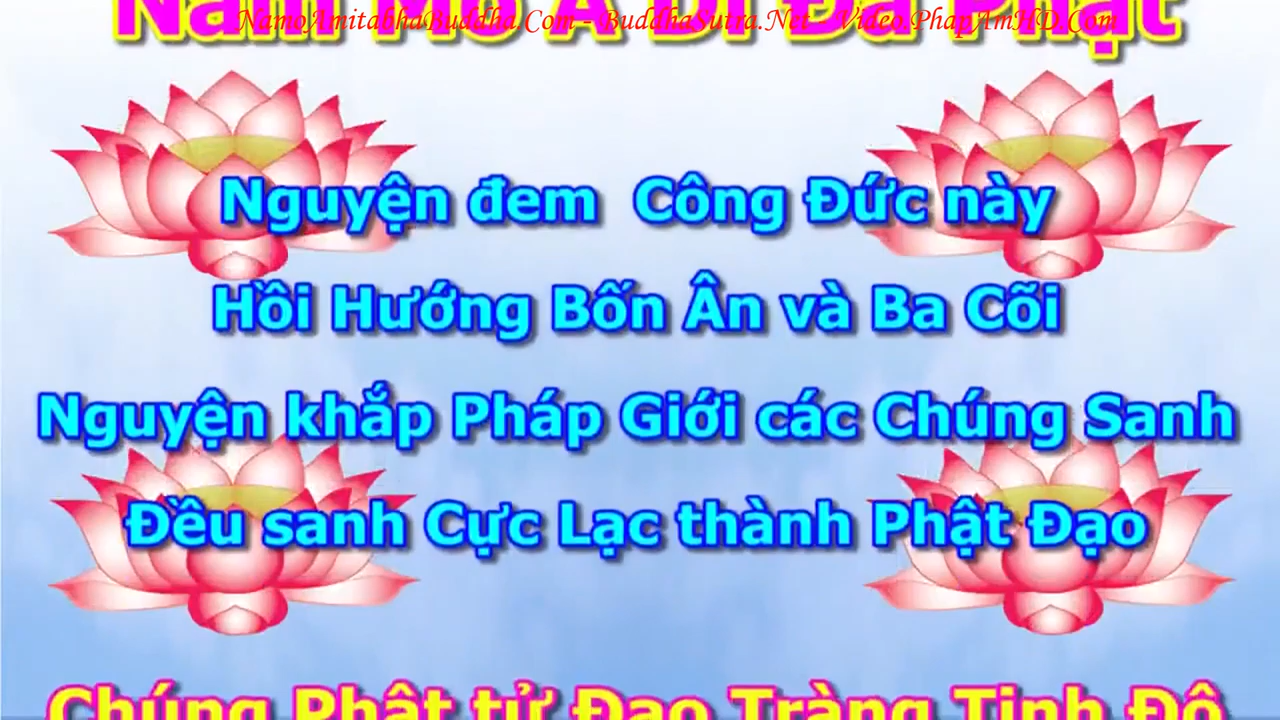 NamoAmitabhaBuddha.Com - BuddhaSutra.Net - Video.PhapAmHD.Com
Nam Mô A Di Đà Phật
Nguyện đem Công Đức này
Hồi Hướng Bốn Ân và Ba Cõi
Nguyện khắp Pháp Giới các Chúng Sanh
Đều sanh Cực Lạc thành Phật Đạo
Chúng Phật tử Đạo Tràng Tịnh Độ